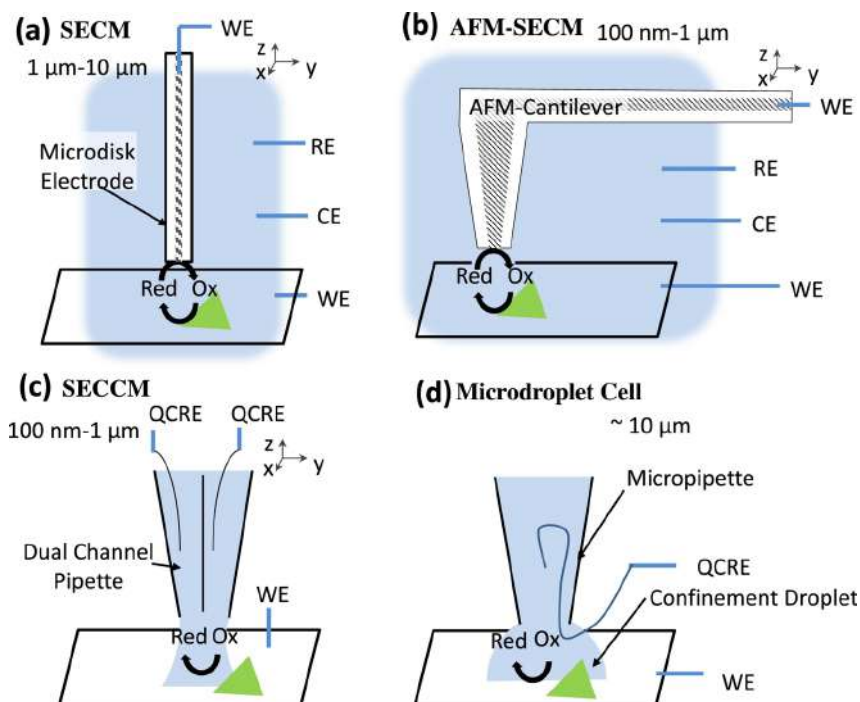 (a) SECM
WE
1 μm-10 μm
z
x
y
Microdisk
Electrode
RE
CE
Red Ox
WE
(b) AFM-SECM 100 nm-1 μm
z
x
y
AFM-Cantilever
WE
RE
CE
Red Ox
WE
(c) SECCM
QCRE QCRE
100 nm-1 μm
z
x
y
Dual Channel
Pipette
WE
Red Ox
(d) Microdroplet Cell
~ 10 μm
Micropipette
QCRE
Confinement Droplet
Red Ox
WE